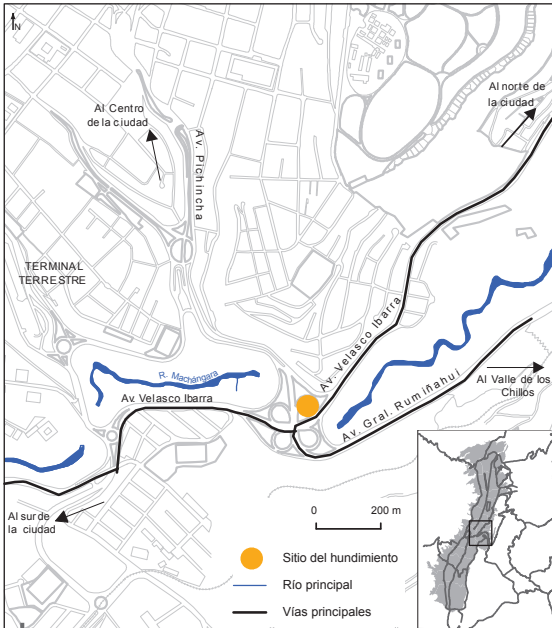 N
Al norte de
la ciudad
Al Centro
de la ciudad
Av. Pichincha
TERMINAL
TERRESTRE
Av. Velasco Ibarra
R. Machángara
Av. Velasco Ibarra
Av. Gral. Rumiñahui
Al Valle de los
Chillos
Al sur de
la ciudad
0 200 m
Sitio del hundimiento
Río principal
Vías principales